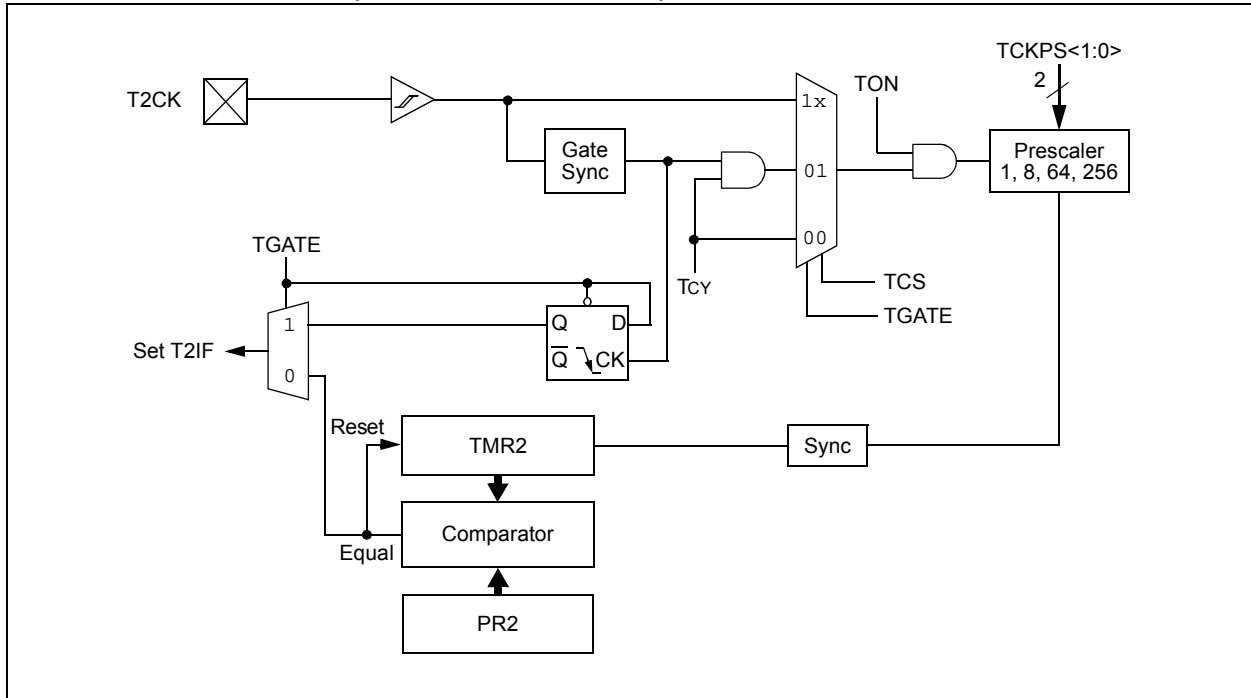 TCKPS<1:0>
2
T2CK
TON
1x
Gate
Sync
01
Prescaler
1, 8, 64, 256
00
TGATE
TCY
TCS
TGATE
1
Q
D
Set T2IF
Q
CK
0
Reset
TMR2
Sync
Equal
Comparator
PR2